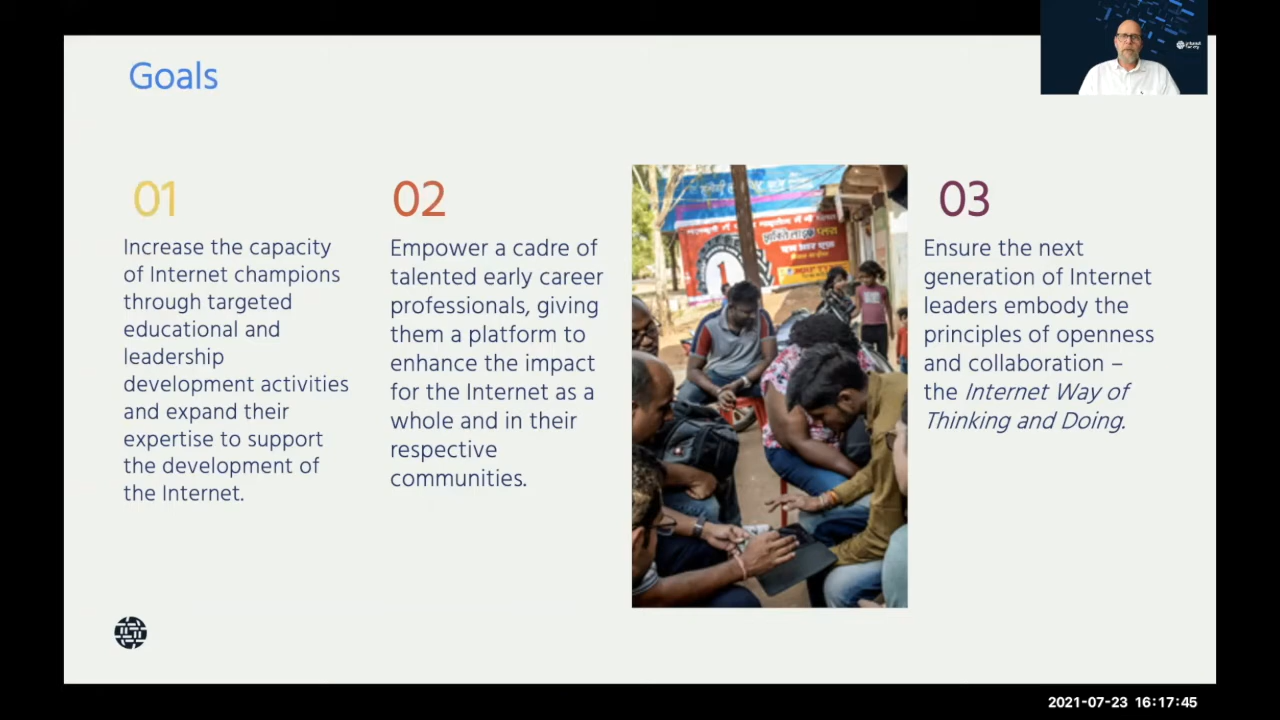 Goals
01
Increase the capacity
of Internet champions
through targeted
educational and
leadership
development activities
and expand their
expertise to support
the development of
the Internet.
02
Empower a cadre of
talented early career
professionals, giving
them a platform to
enhance the impact
for the Internet as a
whole and in their
respective
communities.
03
Ensure the next
generation of Internet
leaders embody the
principles of openness
and collaboration –
the Internet Way of
Thinking and Doing.
1
2021-07-23 16:17:45